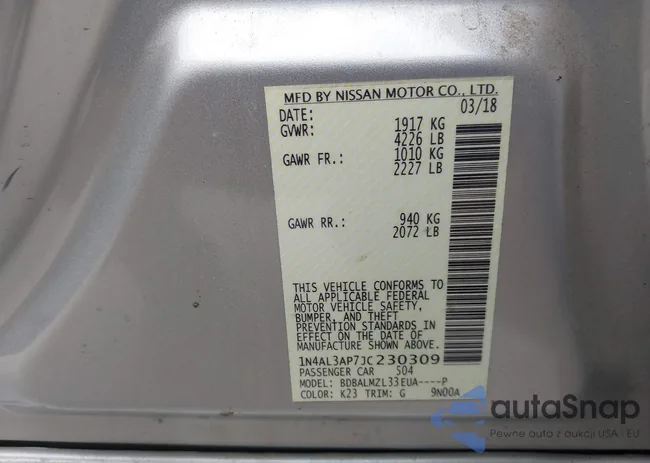 MFD BY NISSAN MOTOR CO., LTD.
DATE: 03/18
GVWR: 1917 KG
4226 LB
GAWR FR.: 1010 KG
2227 LB
GAWR RR.: 940 KG
2072 LB
THIS VEHICLE CONFORMS TO
ALL APPLICABLE FEDERAL
MOTOR VEHICLE SAFETY,
BUMPER, AND THEFT
PREVENTION STANDARDS IN
EFFECT ON THE DATE OF
MANUFACTURE SHOWN ABOVE.
1N4AL3AP7JC230309
PASSENGER CAR 504
MODEL: BDBALMZL33EUA----P
COLOR: K23 TRIM: G 9N00A
autoSnap
Pewne auta z aukcji USA - EU